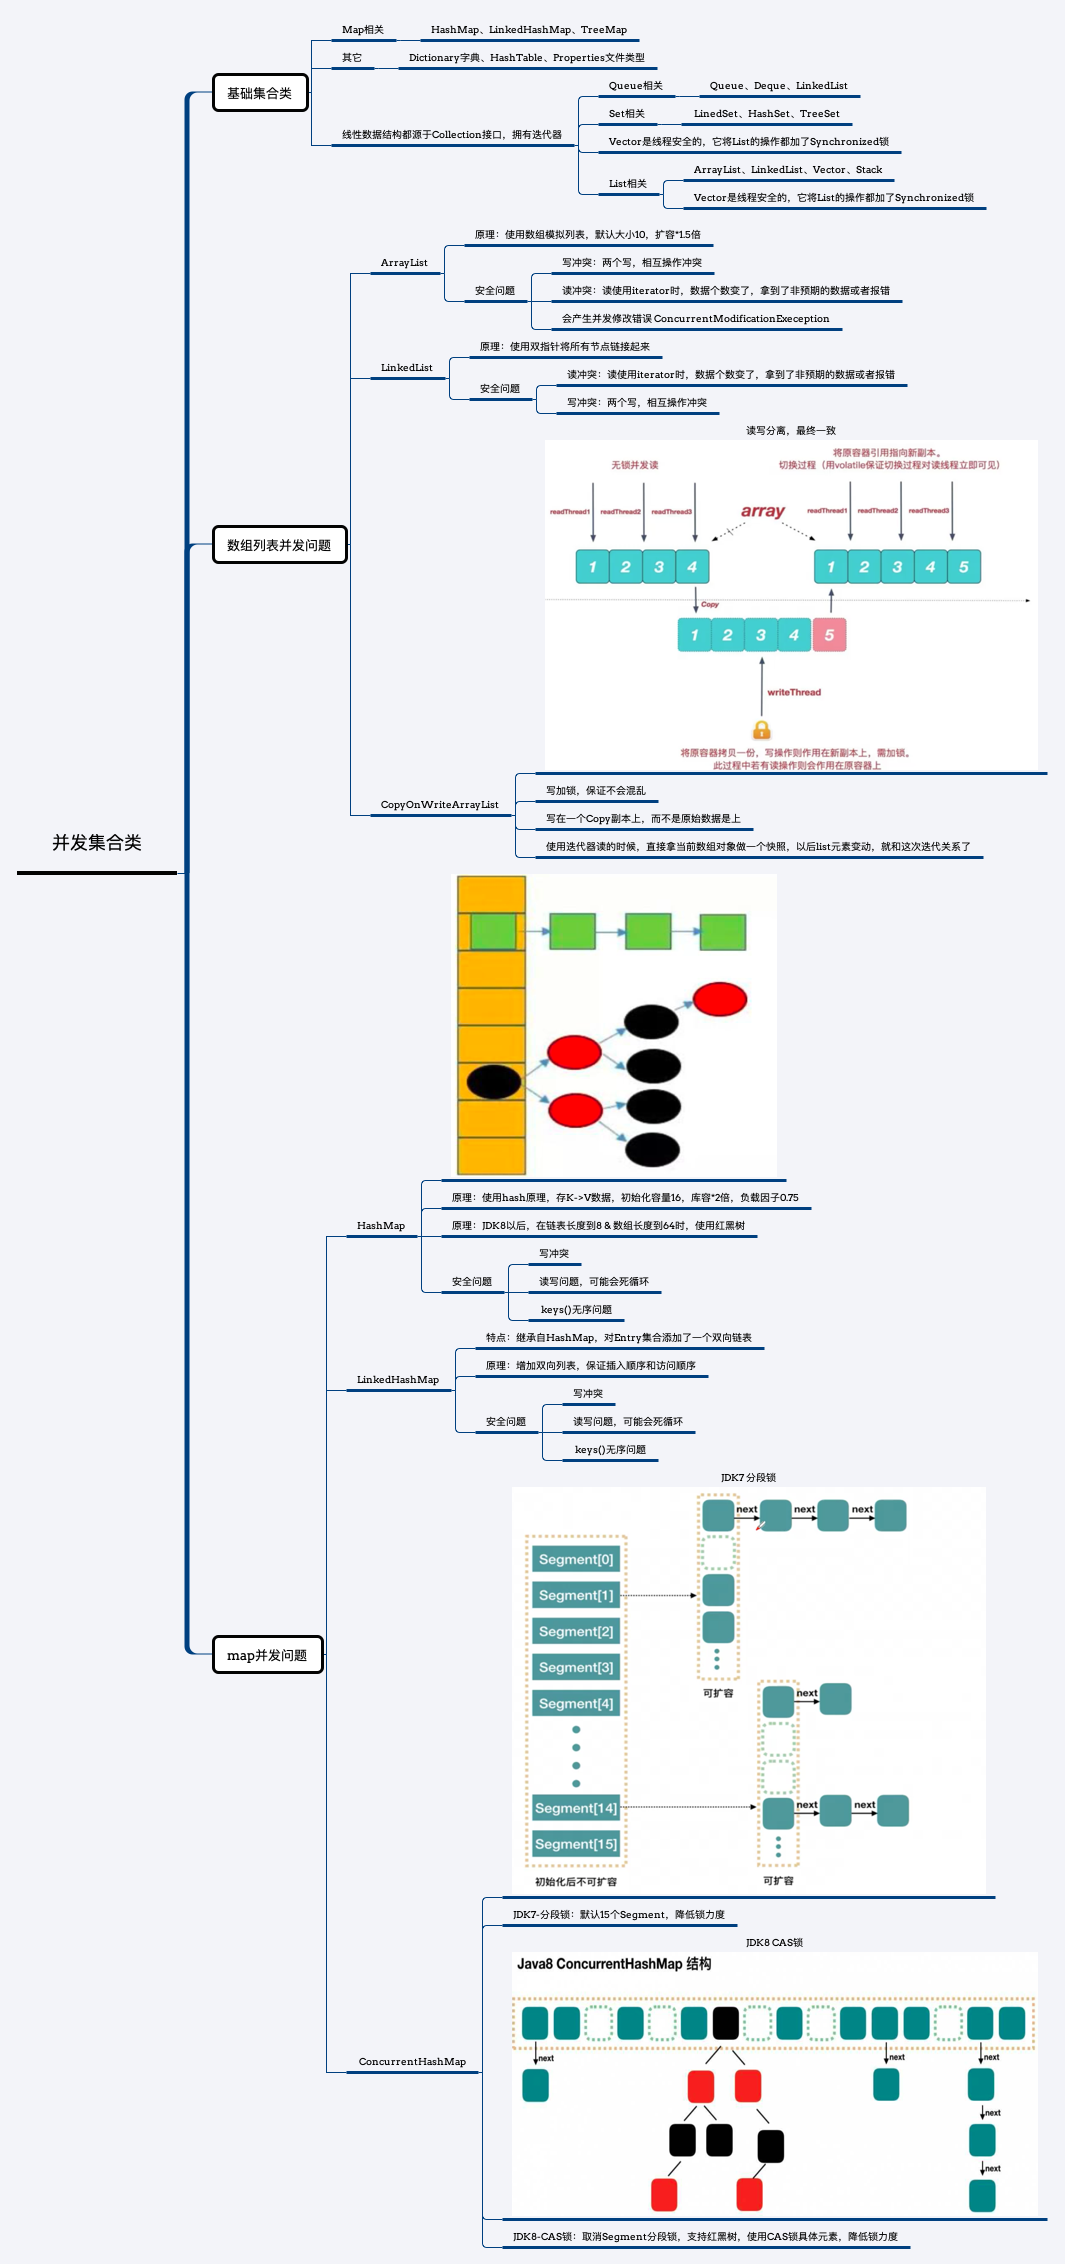 并发集合类
基础集合类
Map相关
HashMap、LinkedHashMap、TreeMap
其它
Dictionary字典、HashTable、Properties文件类型
线性数据结构都源于Collection接口，拥有迭代器
Queue相关
Queue、Deque、LinkedList
Set相关
LinedSet、HashSet、TreeSet
Vector是线程安全的，它将List的操作都加了Synchronized锁
List相关
ArrayList、LinkedList、Vector、Stack
Vector是线程安全的，它将List的操作都加了Synchronized锁
数组列表并发问题
ArrayList
原理：使用数组模拟列表，默认大小10，扩容*1.5倍
安全问题
写冲突：两个写，相互操作冲突
读冲突：读使用iterator时，数据个数变了，拿到了非预期的数据或者报错
会产生并发修改错误 ConcurrentModificationExeception
LinkedList
原理：使用双指针将所有节点链接起来
安全问题
读冲突：读使用iterator时，数据个数变了，拿到了非预期的数据或者报错
写冲突：两个写，相互操作冲突
CopyOnWriteArrayList
读写分离，最终一致
无锁并发读
将原容器引用指向新副本。
切换过程（用volatile保证切换过程对读线程立即可见）
readThread1 readThread2 readThread3
array
readThread1 readThread2 readThread3
1 2 3 4
1 2 3 4 5
Copy
1 2 3 4 5
writeThread
将原容器拷贝一份，写操作则作用在新副本上，需加锁。
此过程中若有读操作则会作用在原容器上
写加锁，保证不会混乱
写在一个Copy副本上，而不是原始数据是上
使用迭代器读的时候，直接拿当前数组对象做一个快照，以后list元素变动，就和这次迭代关系了
map并发问题
HashMap
原理：使用hash原理，存K->V数据，初始化容量16，库容*2倍，负载因子0.75
原理：JDK8以后，在链表长度到8 & 数组长度到64时，使用红黑树
安全问题
写冲突
读写问题，可能会死循环
keys()无序问题
LinkedHashMap
特点：继承自HashMap，对Entry集合添加了一个双向链表
原理：增加双向列表，保证插入顺序和访问顺序
安全问题
写冲突
读写问题，可能会死循环
keys()无序问题
ConcurrentHashMap
JDK7 分段锁
next next next
Segment[0]
Segment[1]
Segment[2]
Segment[3]
Segment[4]
可扩容
next
Segment[14]
next next
Segment[15]
初始化后不可扩容
可扩容
JDK7-分段锁：默认15个Segment，降低锁力度
JDK8 CAS锁
Java8 ConcurrentHashMap 结构
next
next
next
next
next
JDK8-CAS锁：取消Segment分段锁，支持红黑树，使用CAS锁具体元素，降低锁力度